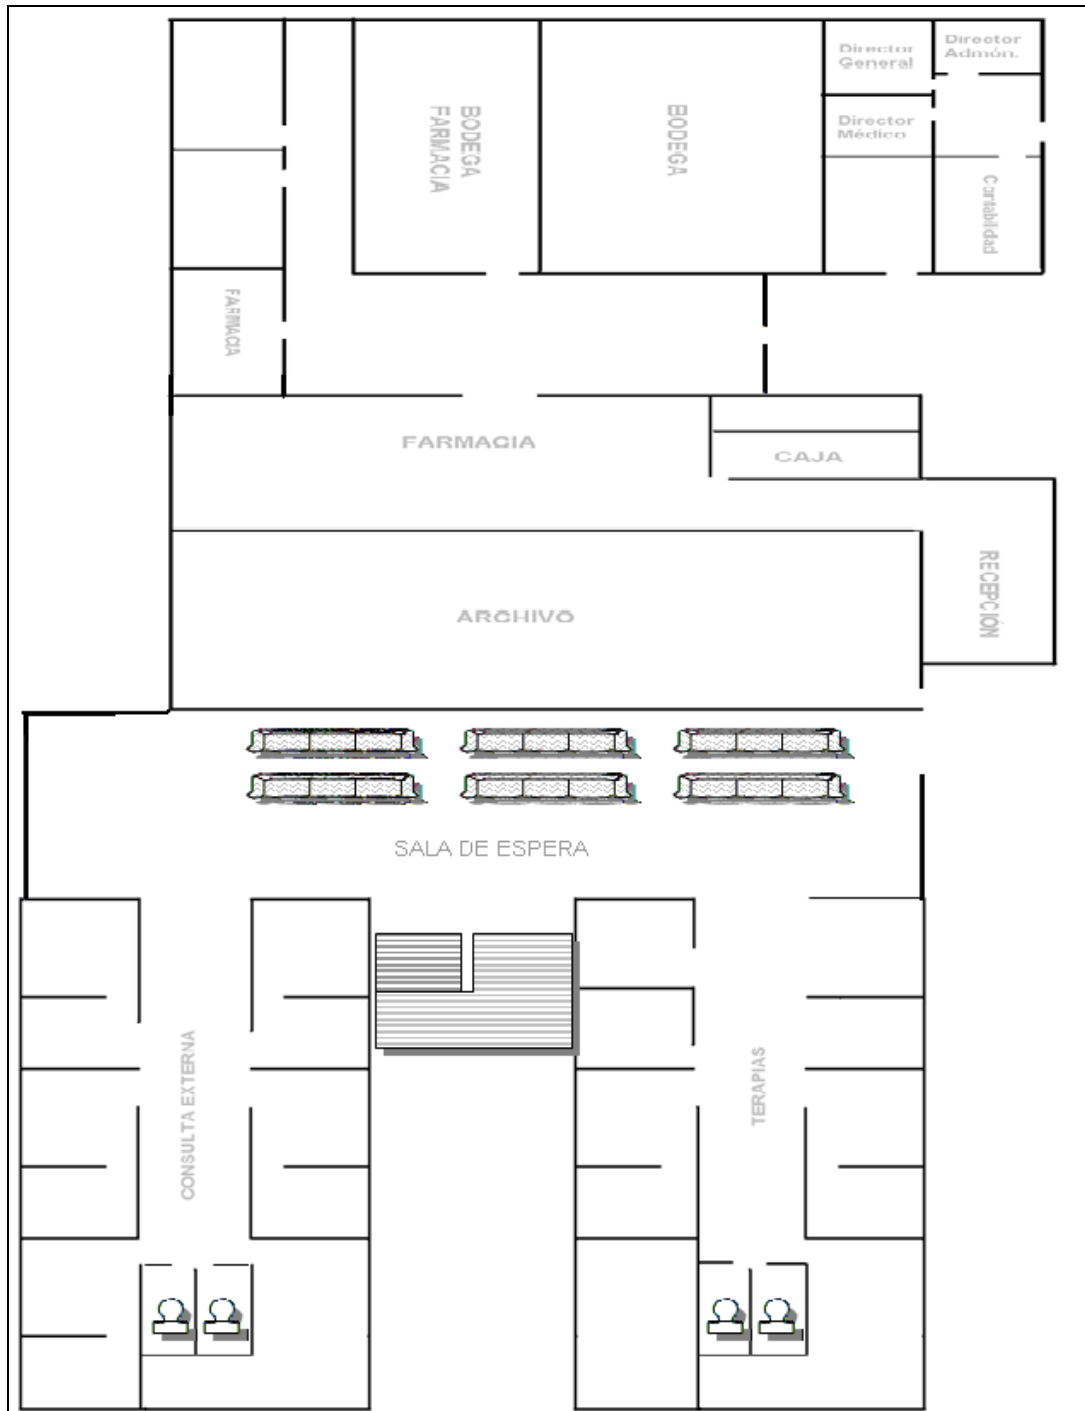 Director
General
Director
Admón.
BODEGA
FARMACIA
BODEGA
Director
Médico
Contabilidad
FARMACIA
FARMACIA
CAJA
RECEPCIÓN
ARCHIVO
SALA DE ESPERA
CONSULTA EXTERNA
TERAPIAS